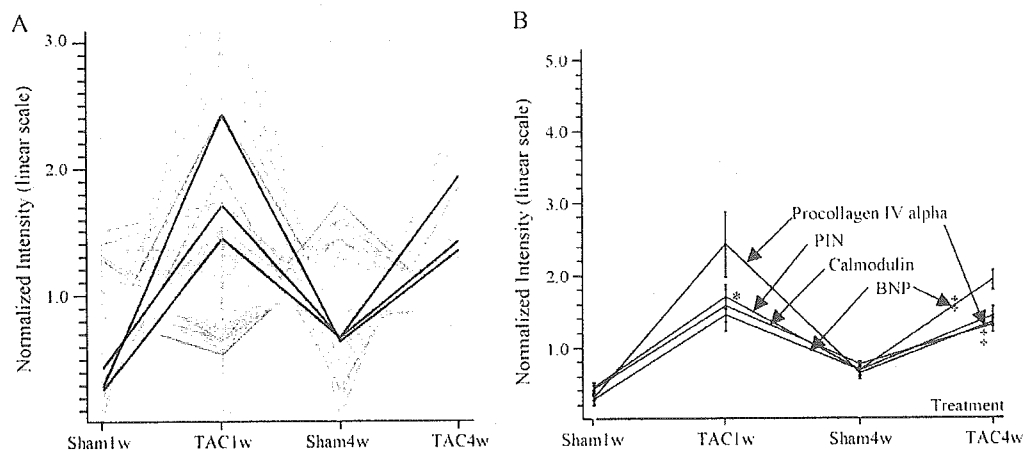 A
Normalized Intensity (linear scale)
3.0
2.0
1.0
Sham1w
TAC1w
Sham4w
TAC4w
B
Normalized Intensity (linear scale)
5.0
4.0
3.0
2.0
1.0
Procollagen IV alpha
PIN
Calmodulin
BNP
*
‡
‡
Treatment
Sham1w
TAC1w
Sham4w
TAC4w